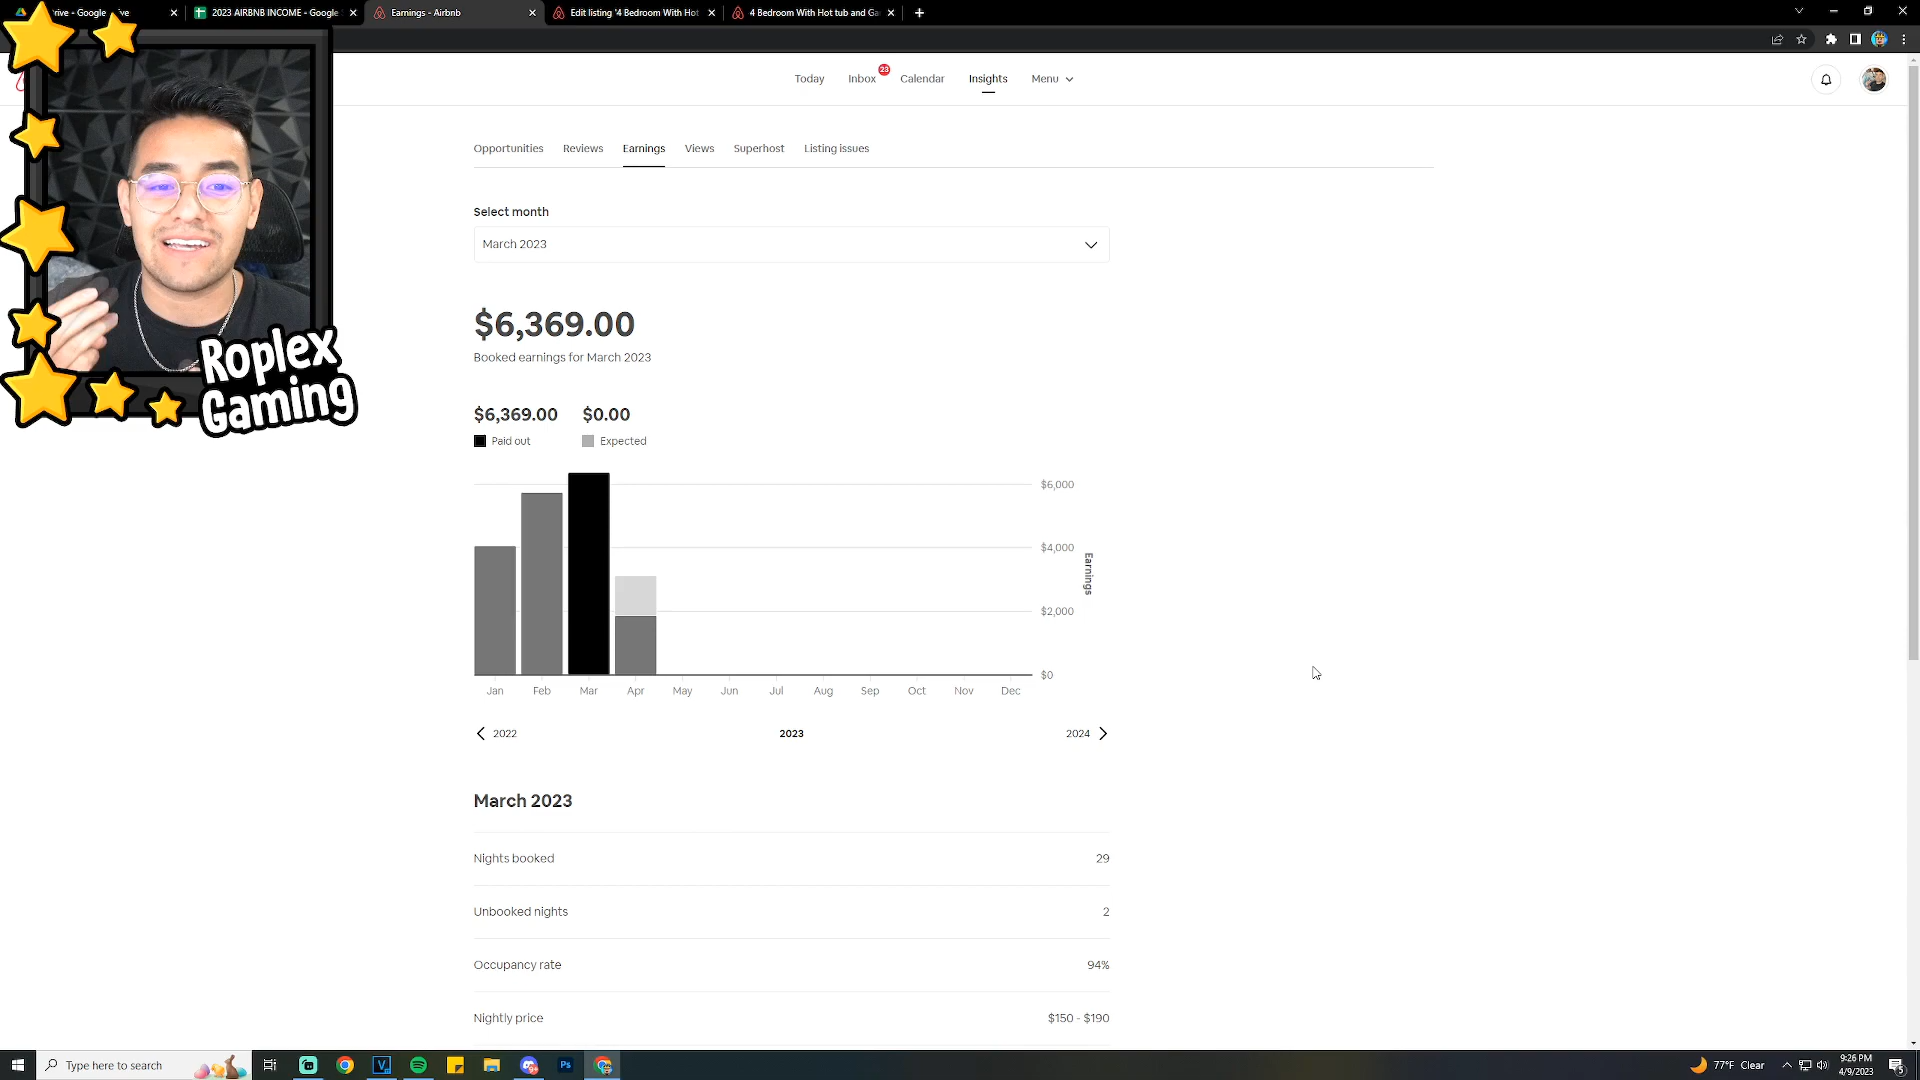 2023 AIRBNB INCOME - Google
Earnings - Airbnb
Edit listing '4 Bedroom With Hot
4 Bedroom With Hot tub and Ga
Today
Inbox
23
Calendar
Insights
Menu
Opportunities
Reviews
Earnings
Views
Superhost
Listing issues
Roplex
Gaming
Select month
March 2023
$6,369.00
Booked earnings for March 2023
$6,369.00
$0.00
Paid out
Expected
$6,000
$4,000
$2,000
$0
Earnings
Jan
Feb
Mar
Apr
May
Jun
Jul
Aug
Sep
Oct
Nov
Dec
2022
2023
2024
March 2023
Nights booked
29
Unbooked nights
2
Occupancy rate
94%
Nightly price
$150 - $190
Type here to search
Ps
77°F Clear
9:26 PM
4/9/2023
5